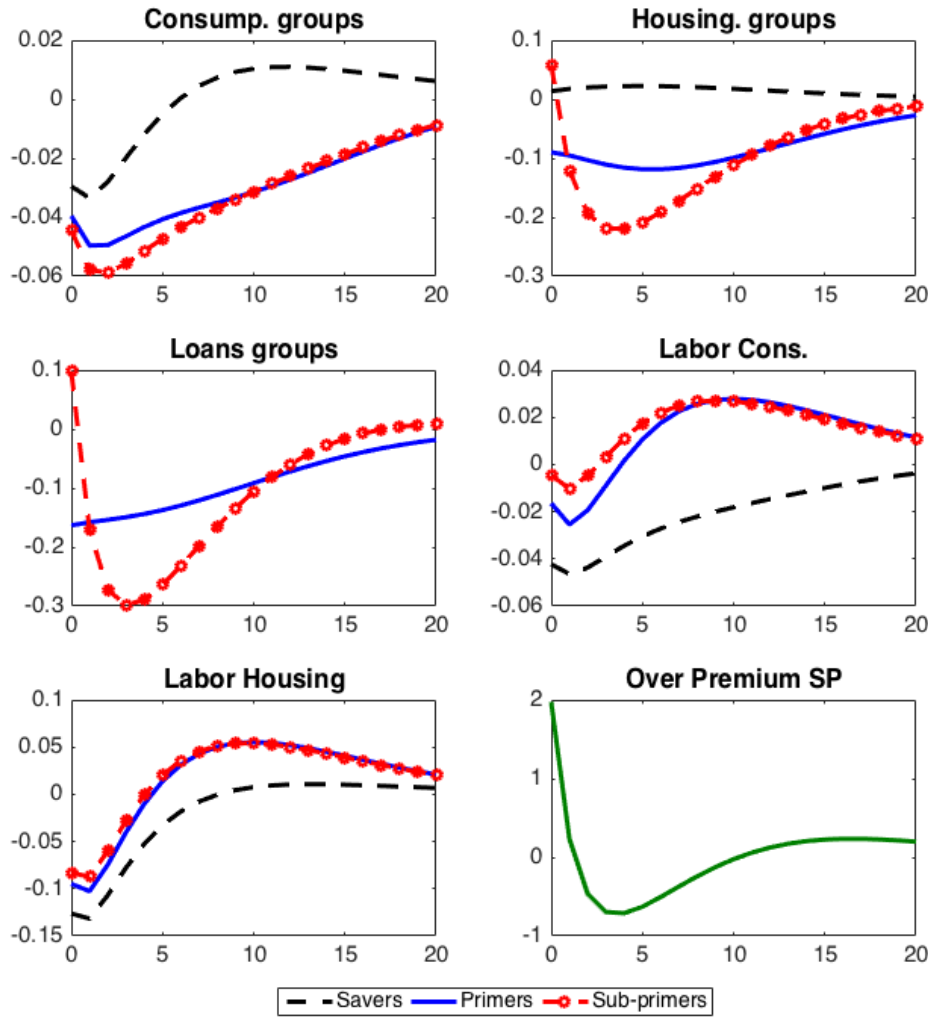 Consump. groups
0.02
0
-0.02
-0.04
-0.06
0 5 10 15 20
Housing. groups
0.1
0
-0.1
-0.2
-0.3
0 5 10 15 20
Loans groups
0.1
0
-0.1
-0.2
-0.3
0 5 10 15 20
Labor Cons.
0.04
0.02
0
-0.02
-0.04
-0.06
0 5 10 15 20
Labor Housing
0.1
0.05
0
-0.05
-0.1
-0.15
0 5 10 15 20
Over Premium SP
2
1
0
-1
0 5 10 15 20
Savers Primers Sub-primers